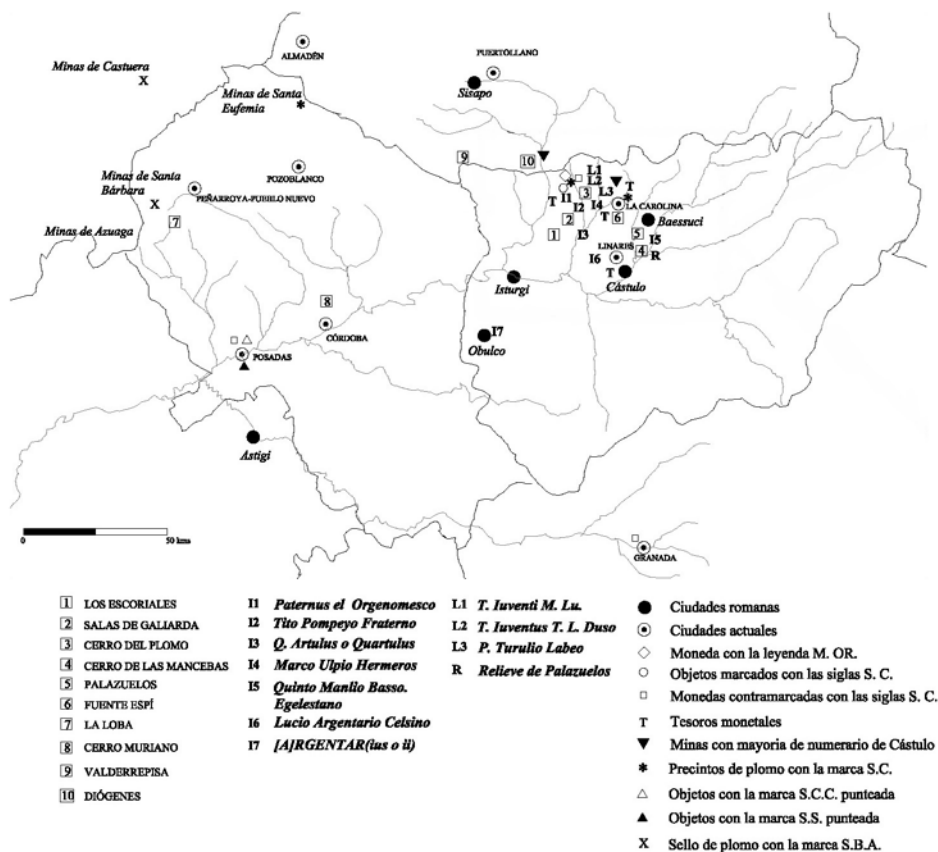 ALMADÉN
PUERTOLLANO
Minas de Castuera
X
Sisapo
Minas de Santa
Eufemia
9
10
Minas de Santa
Bárbara
POZOBLANCO
PEÑARROYA-PUEBLO NUEVO
X
7
Minas de Azuaga
L1
L2
3
L3
T
T
I1
I2
I4
LA CAROLINA
2
T
6
Baessuci
1
I3
5
I5
LINARES
4
R
I6
T
Cástulo
Isturgi
8
CÓRDOBA
I7
Obulco
POSADAS
Astigi
0
50 kms
GRANADA
1 LOS ESCORIALES
2 SALAS DE GALIARDA
3 CERRO DEL PLOMO
4 CERRO DE LAS MANCEBAS
5 PALAZUELOS
6 FUENTE ESPÍ
7 LA LOBA
8 CERRO MURIANO
9 VALDERREPISA
10 DIÓGENES
I1 Paternus el Orgenomesco
I2 Tito Pompeyo Fraterno
I3 Q. Artulus o Quartulus
I4 Marco Ulpio Hermeros
I5 Quinto Manlio Basso.
Egelestano
I6 Lucio Argentario Celsino
I7 [A]RGENTAR(ius o ii)
L1 T. Iuventi M. Lu.
L2 T. Iuventus T. L. Duso
L3 P. Turulio Labeo
R Relieve de Palazuelos
Ciudades romanas
Ciudades actuales
Moneda con la leyenda M. OR.
Objetos marcados con las siglas S. C.
Monedas contramarcadas con las siglas S. C.
T Tesoros monetales
Minas con mayoria de numerario de Cástulo
Precintos de plomo con la marca S.C.
Objetos con la marca S.C.C. punteada
Objetos con la marca S.S. punteada
X Sello de plomo con la marca S.B.A.